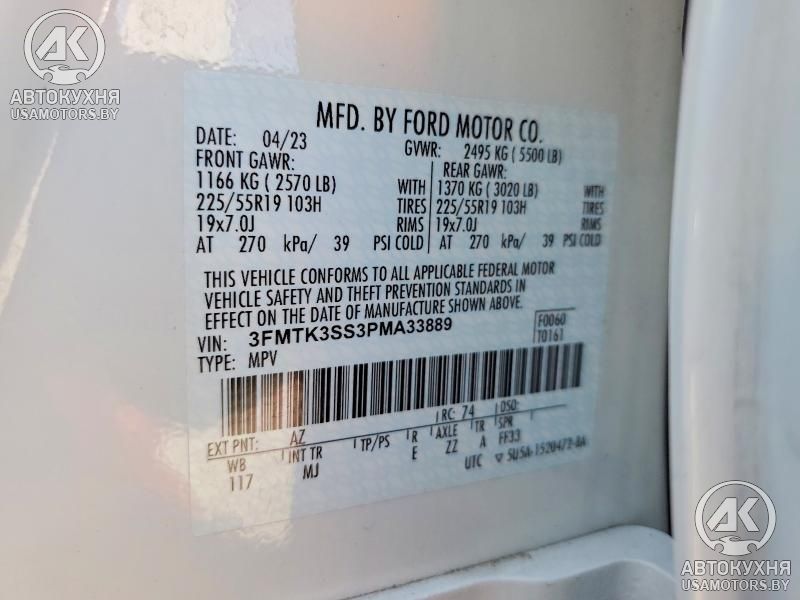 АК
АВТОКУХНЯ
USAMOTORS.BY
MFD. BY FORD MOTOR CO.
DATE: 04/23 GVWR: 2495 KG ( 5500 LB)
FRONT GAWR: REAR GAWR:
1166 KG ( 2570 LB) WITH 1370 KG ( 3020 LB) WITH
225/55R19 103H TIRES 225/55R19 103H TIRES
19x7.0J RIMS 19x7.0J RIMS
AT 270 kPa/ 39 PSI COLD AT 270 kPa/ 39 PSI COLD
THIS VEHICLE CONFORMS TO ALL APPLICABLE FEDERAL MOTOR
VEHICLE SAFETY AND THEFT PREVENTION STANDARDS IN
EFFECT ON THE DATE OF MANUFACTURE SHOWN ABOVE.
VIN: 3FMTK3SS3PMA33889 F0060
TYPE: MPV T0161
EXT PNT: AZ RC: 74 DSO:
WB INT TR TP/PS R AXLE TR SPR
117 MJ E ZZ A FF33
UTC ▽ 5U5A-1520472-BA
АК
АВТОКУХНЯ
USAMOTORS.BY